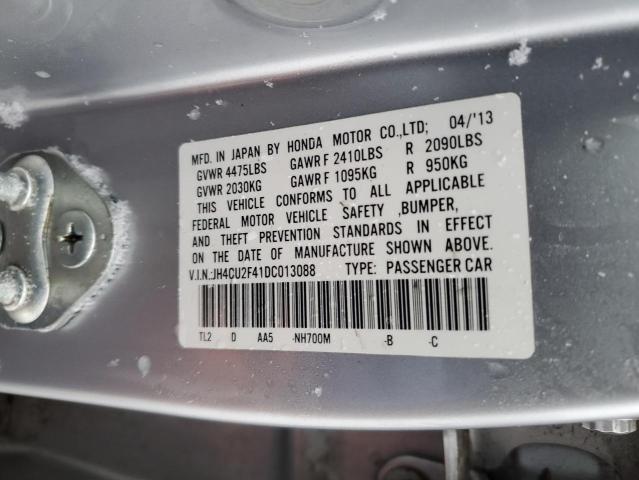 MFD. IN JAPAN BY HONDA MOTOR CO.,LTD; 04/'13
GVWR 4475LBS GAWR F 2410LBS R 2090LBS
GVWR 2030KG GAWR F 1095KG R 950KG
THIS VEHICLE CONFORMS TO ALL APPLICABLE
FEDERAL MOTOR VEHICLE SAFETY ,BUMPER,
AND THEFT PREVENTION STANDARDS IN EFFECT
ON THE DATE OF MANUFACTURE SHOWN ABOVE.
V.I.N.:JH4CU2F41DC013088 TYPE: PASSENGER CAR
TL2 D AA5 -NH700M -B -C